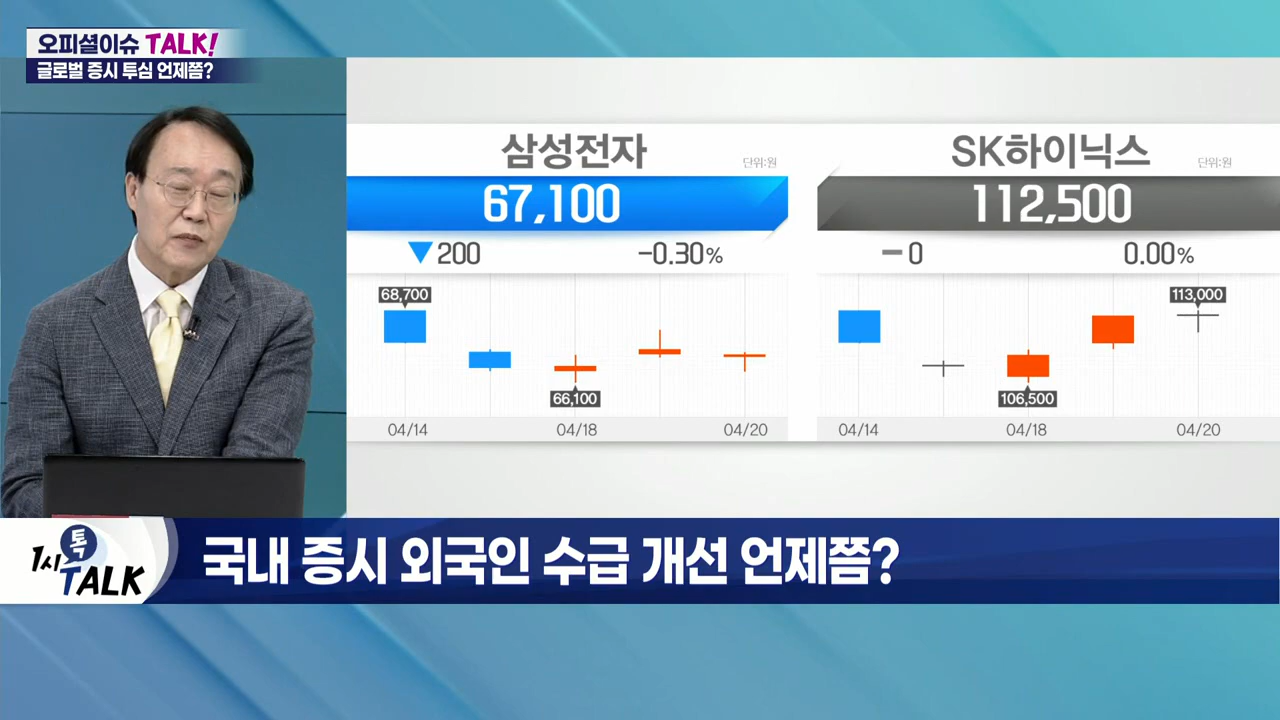 오피셜이슈 TALK!
글로벌 증시 투심 언제쯤?
삼성전자
단위:원
67,100
▼200 -0.30%
68,700
66,100
04/14 04/18 04/20
SK하이닉스
단위:원
112,500
- 0 0.00%
113,000
106,500
04/14 04/18 04/20
1시 톡 TALK
국내 증시 외국인 수급 개선 언제쯤?